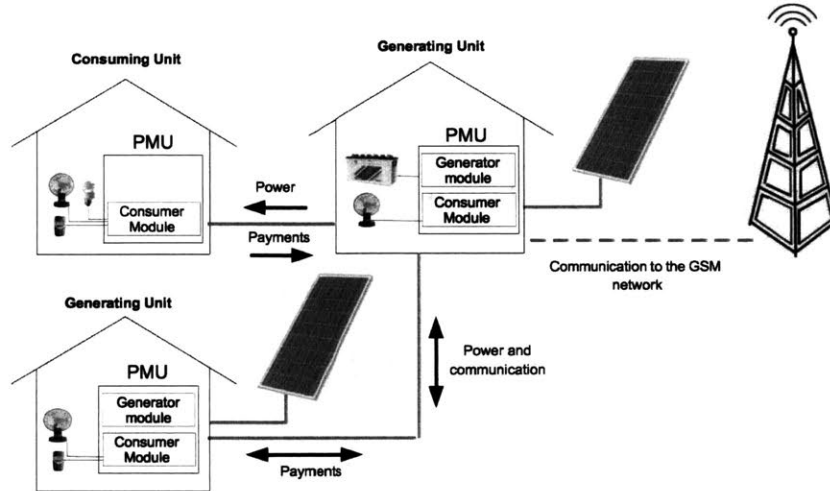 Consuming Unit
Generating Unit
PMU
Consumer
Module
Power
Payments
PMU
Generator
module
Consumer
Module
Communication to the GSM
network
Generating Unit
PMU
Generator
module
Consumer
Module
Power and
communication
Payments